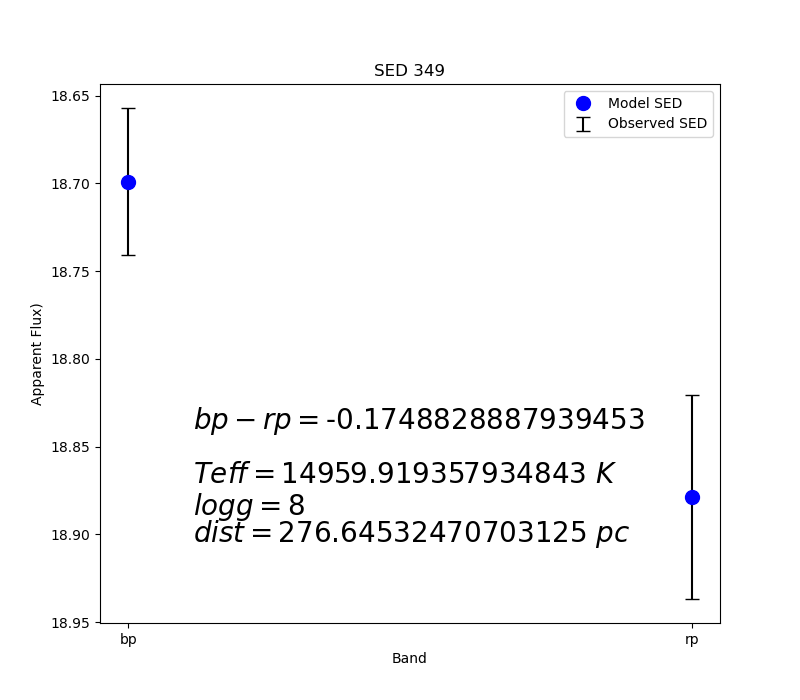 SED 349
Model SED
Observed SED
18.65
18.70
18.75
18.80
18.85
18.90
18.95
Apparent Flux)
bp − rp = -0.1748828887939453
Teff = 14959.919357934843 K
logg = 8
dist = 276.64532470703125 pc
bp
rp
Band